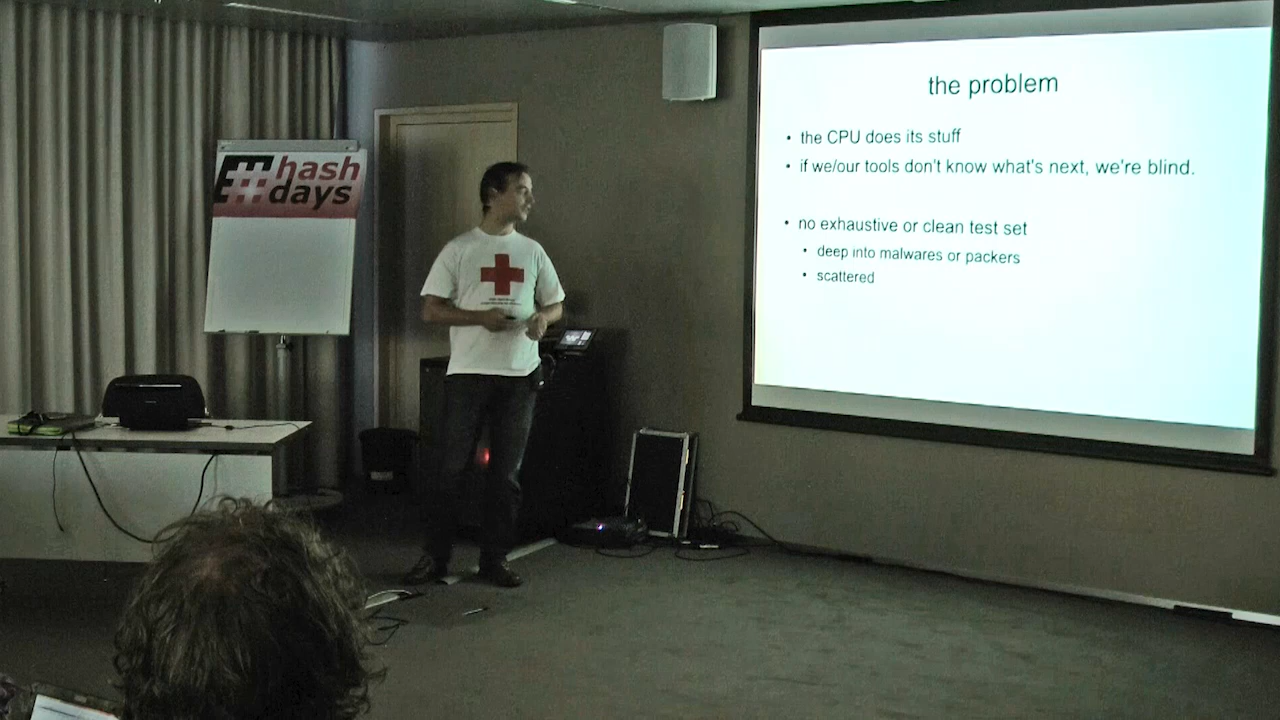 hash
days
the problem
• the CPU does its stuff
• if we/our tools don't know what's next, we're blind.
• no exhaustive or clean test set
• deep into malwares or packers
• scattered